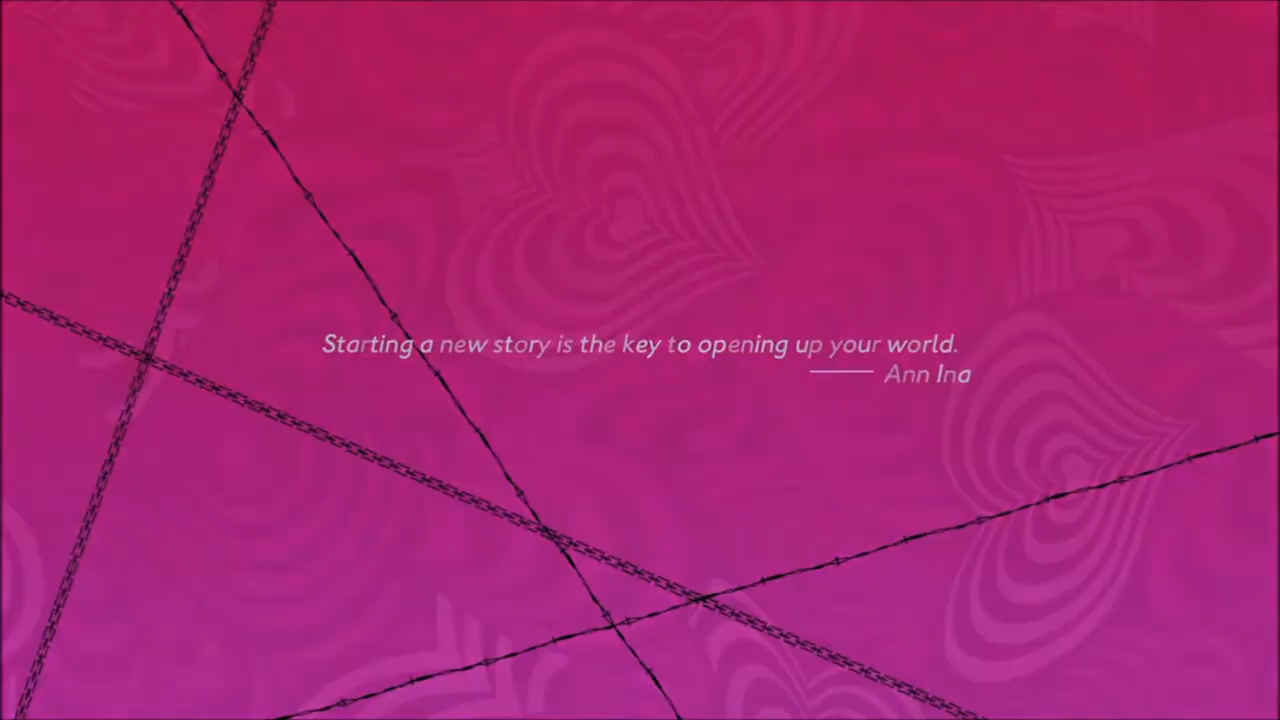 Starting a new story is the key to opening up your world.
—— Ann Ina